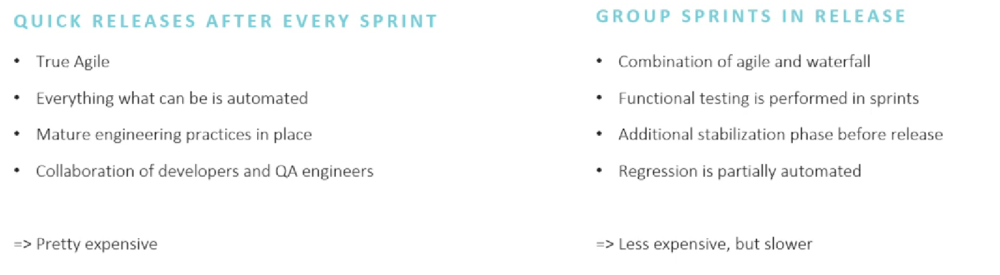 QUICK RELEASES AFTER EVERY SPRINT
• True Agile
• Everything what can be is automated
• Mature engineering practices in place
• Collaboration of developers and QA engineers
=> Pretty expensive
GROUP SPRINTS IN RELEASE
• Combination of agile and waterfall
• Functional testing is performed in sprints
• Additional stabilization phase before release
• Regression is partially automated
=> Less expensive, but slower